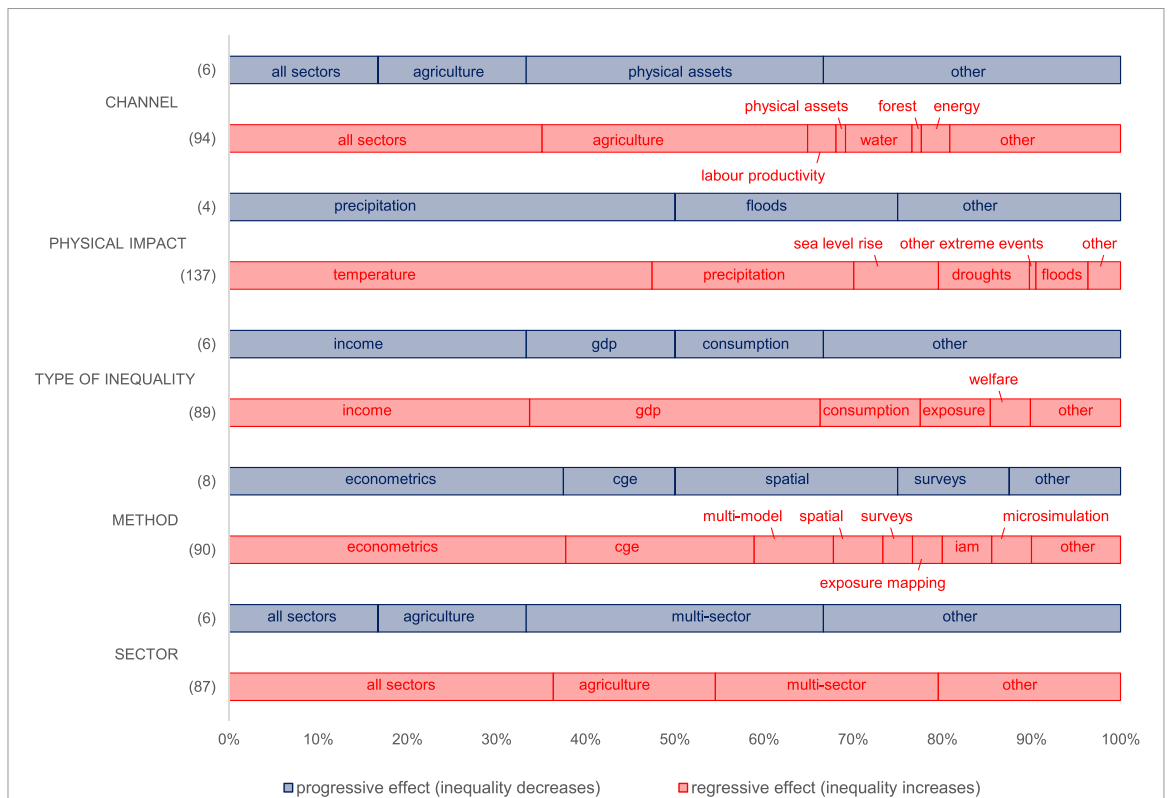 (6) all sectors agriculture physical assets other
CHANNEL
physical assets forest energy
(94) all sectors agriculture water other
labour productivity
(4) precipitation floods other
PHYSICAL IMPACT
sea level rise other extreme events other
(137) temperature precipitation droughts floods
(6) income gdp consumption other
TYPE OF INEQUALITY
welfare
(89) income gdp consumption exposure other
(8) econometrics cge spatial surveys other
METHOD
multi-model spatial surveys microsimulation
(90) econometrics cge iam other
exposure mapping
(6) all sectors agriculture multi-sector other
SECTOR
(87) all sectors agriculture multi-sector other
0% 10% 20% 30% 40% 50% 60% 70% 80% 90% 100%
progressive effect (inequality decreases) regressive effect (inequality increases)